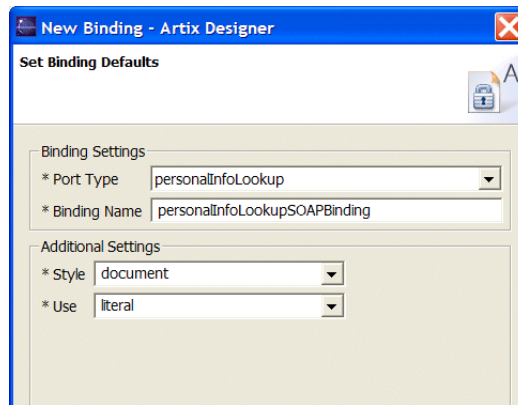 New Binding - Artix Designer
Set Binding Defaults
A
Binding Settings
* Port Type personalInfoLookup
* Binding Name personalInfoLookupSOAPBinding
Additional Settings
* Style document
* Use literal